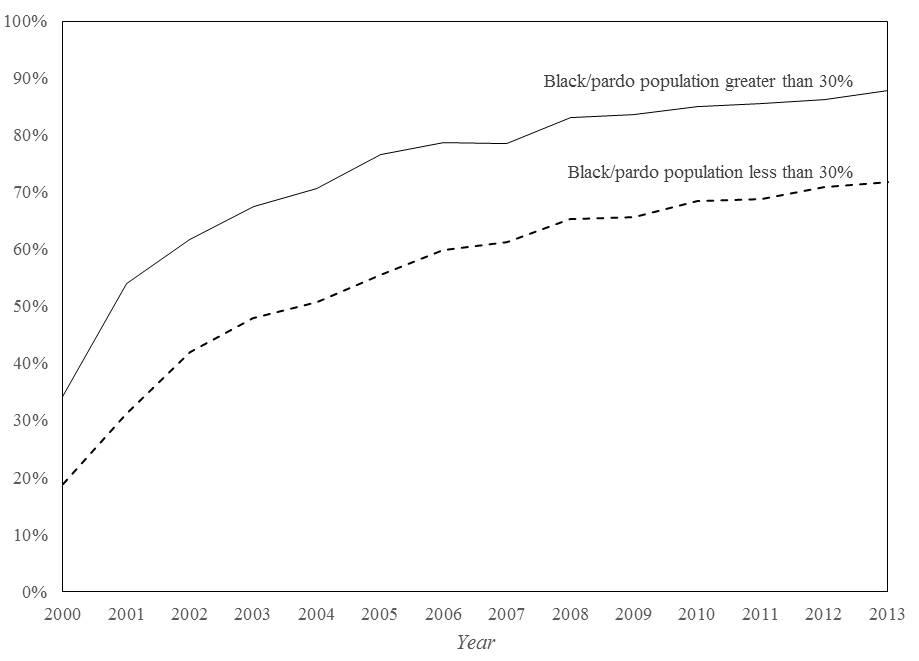 100%
90%
Black/pardo population greater than 30%
80%
Black/pardo population less than 30%
70%
60%
50%
40%
30%
20%
10%
0%
2000 2001 2002 2003 2004 2005 2006 2007 2008 2009 2010 2011 2012 2013
Year